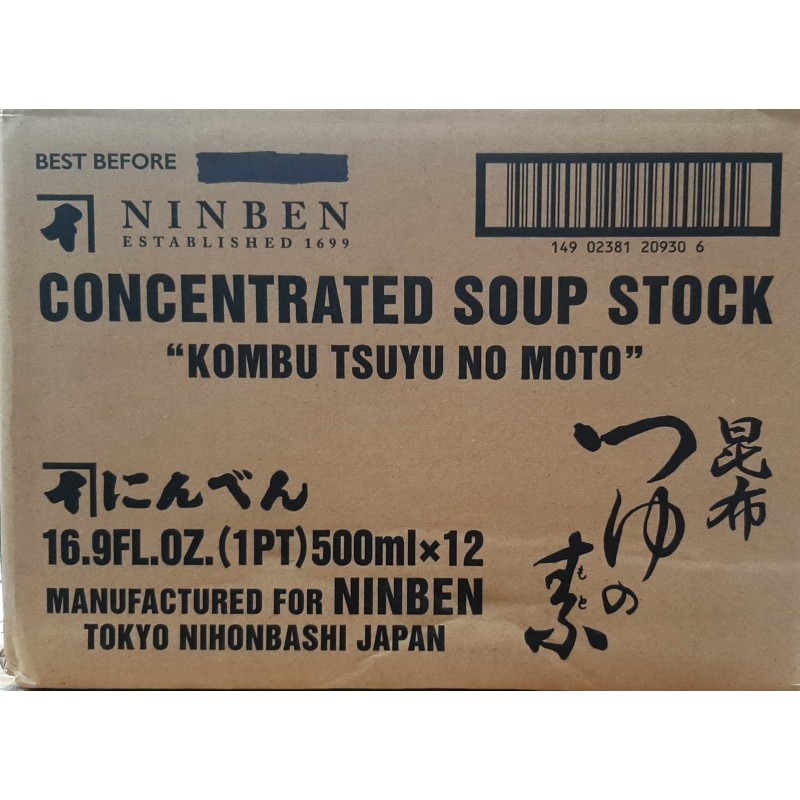 BEST BEFORE
NINBEN
ESTABLISHED 1699
149 02381 20930 6
CONCENTRATED SOUP STOCK
“KOMBU TSUYU NO MOTO”
昆布
つゆの
素
もと
にんべん
16.9FL.OZ.(1PT)500ml×12
MANUFACTURED FOR NINBEN
TOKYO NIHONBASHI JAPAN